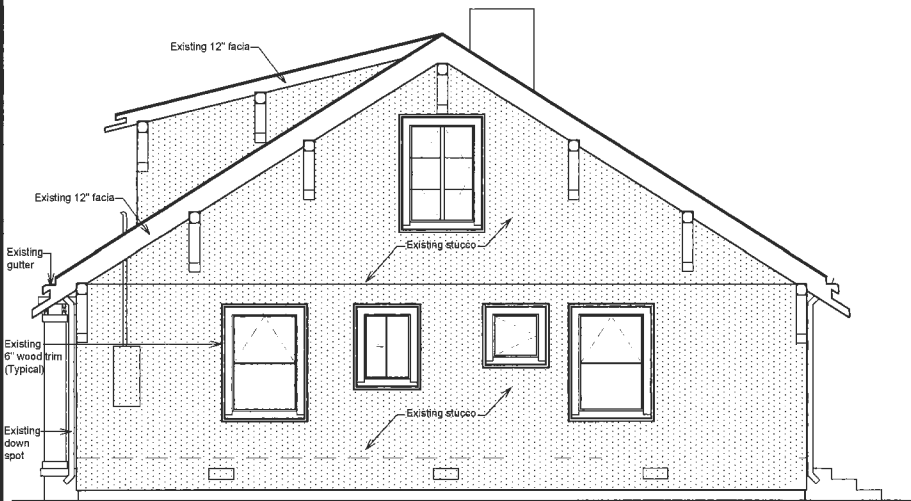 Existing 12" facia
Existing 12" facia
Existing stucco
Existing
gutter
Existing
6" wood trim
(Typical)
Existing stucco
Existing
down
spot